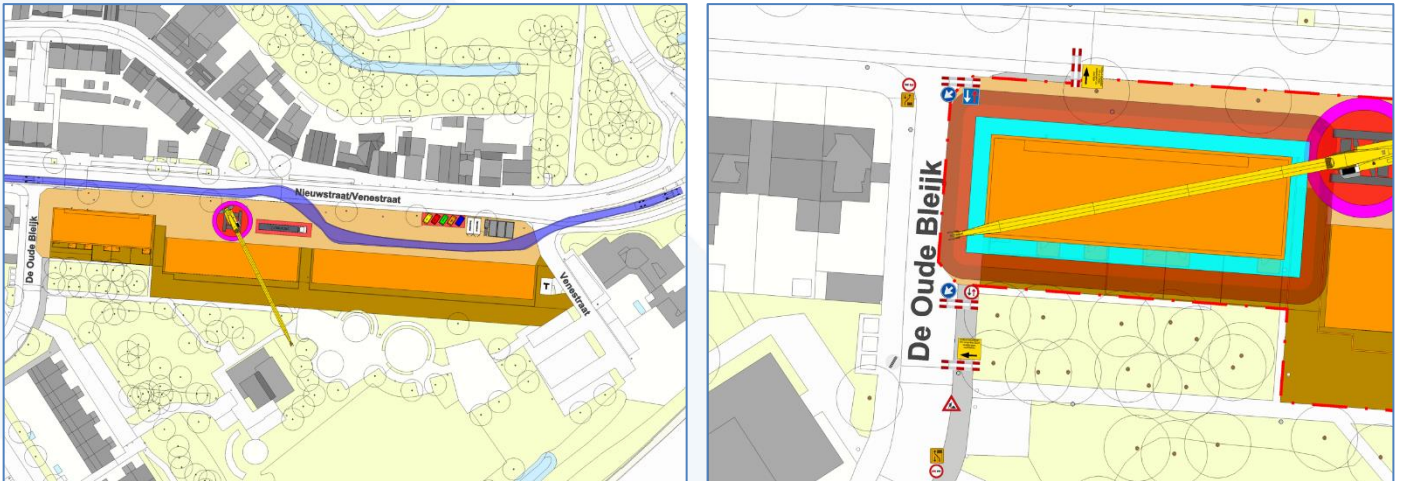 Nieuwstraat/Venestraat
De Oude Bleijk
Venestraat
T
De Oude Bleijk